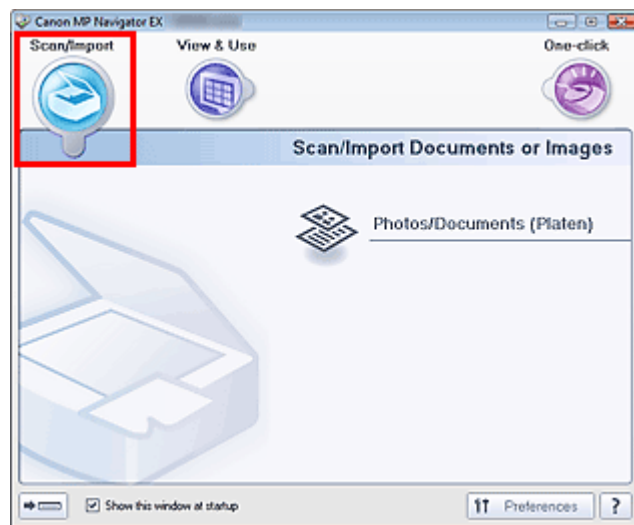 Canon MP Navigator EX
Scan/Import View & Use One-click
Scan/Import Documents or Images
Photos/Documents (Platen)
Show this window at startup Preferences ?